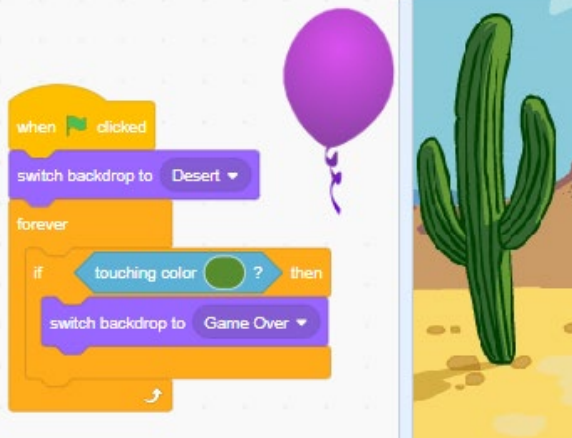 when clicked
switch backdrop to Desert
forever
if touching color ? then
switch backdrop to Game Over